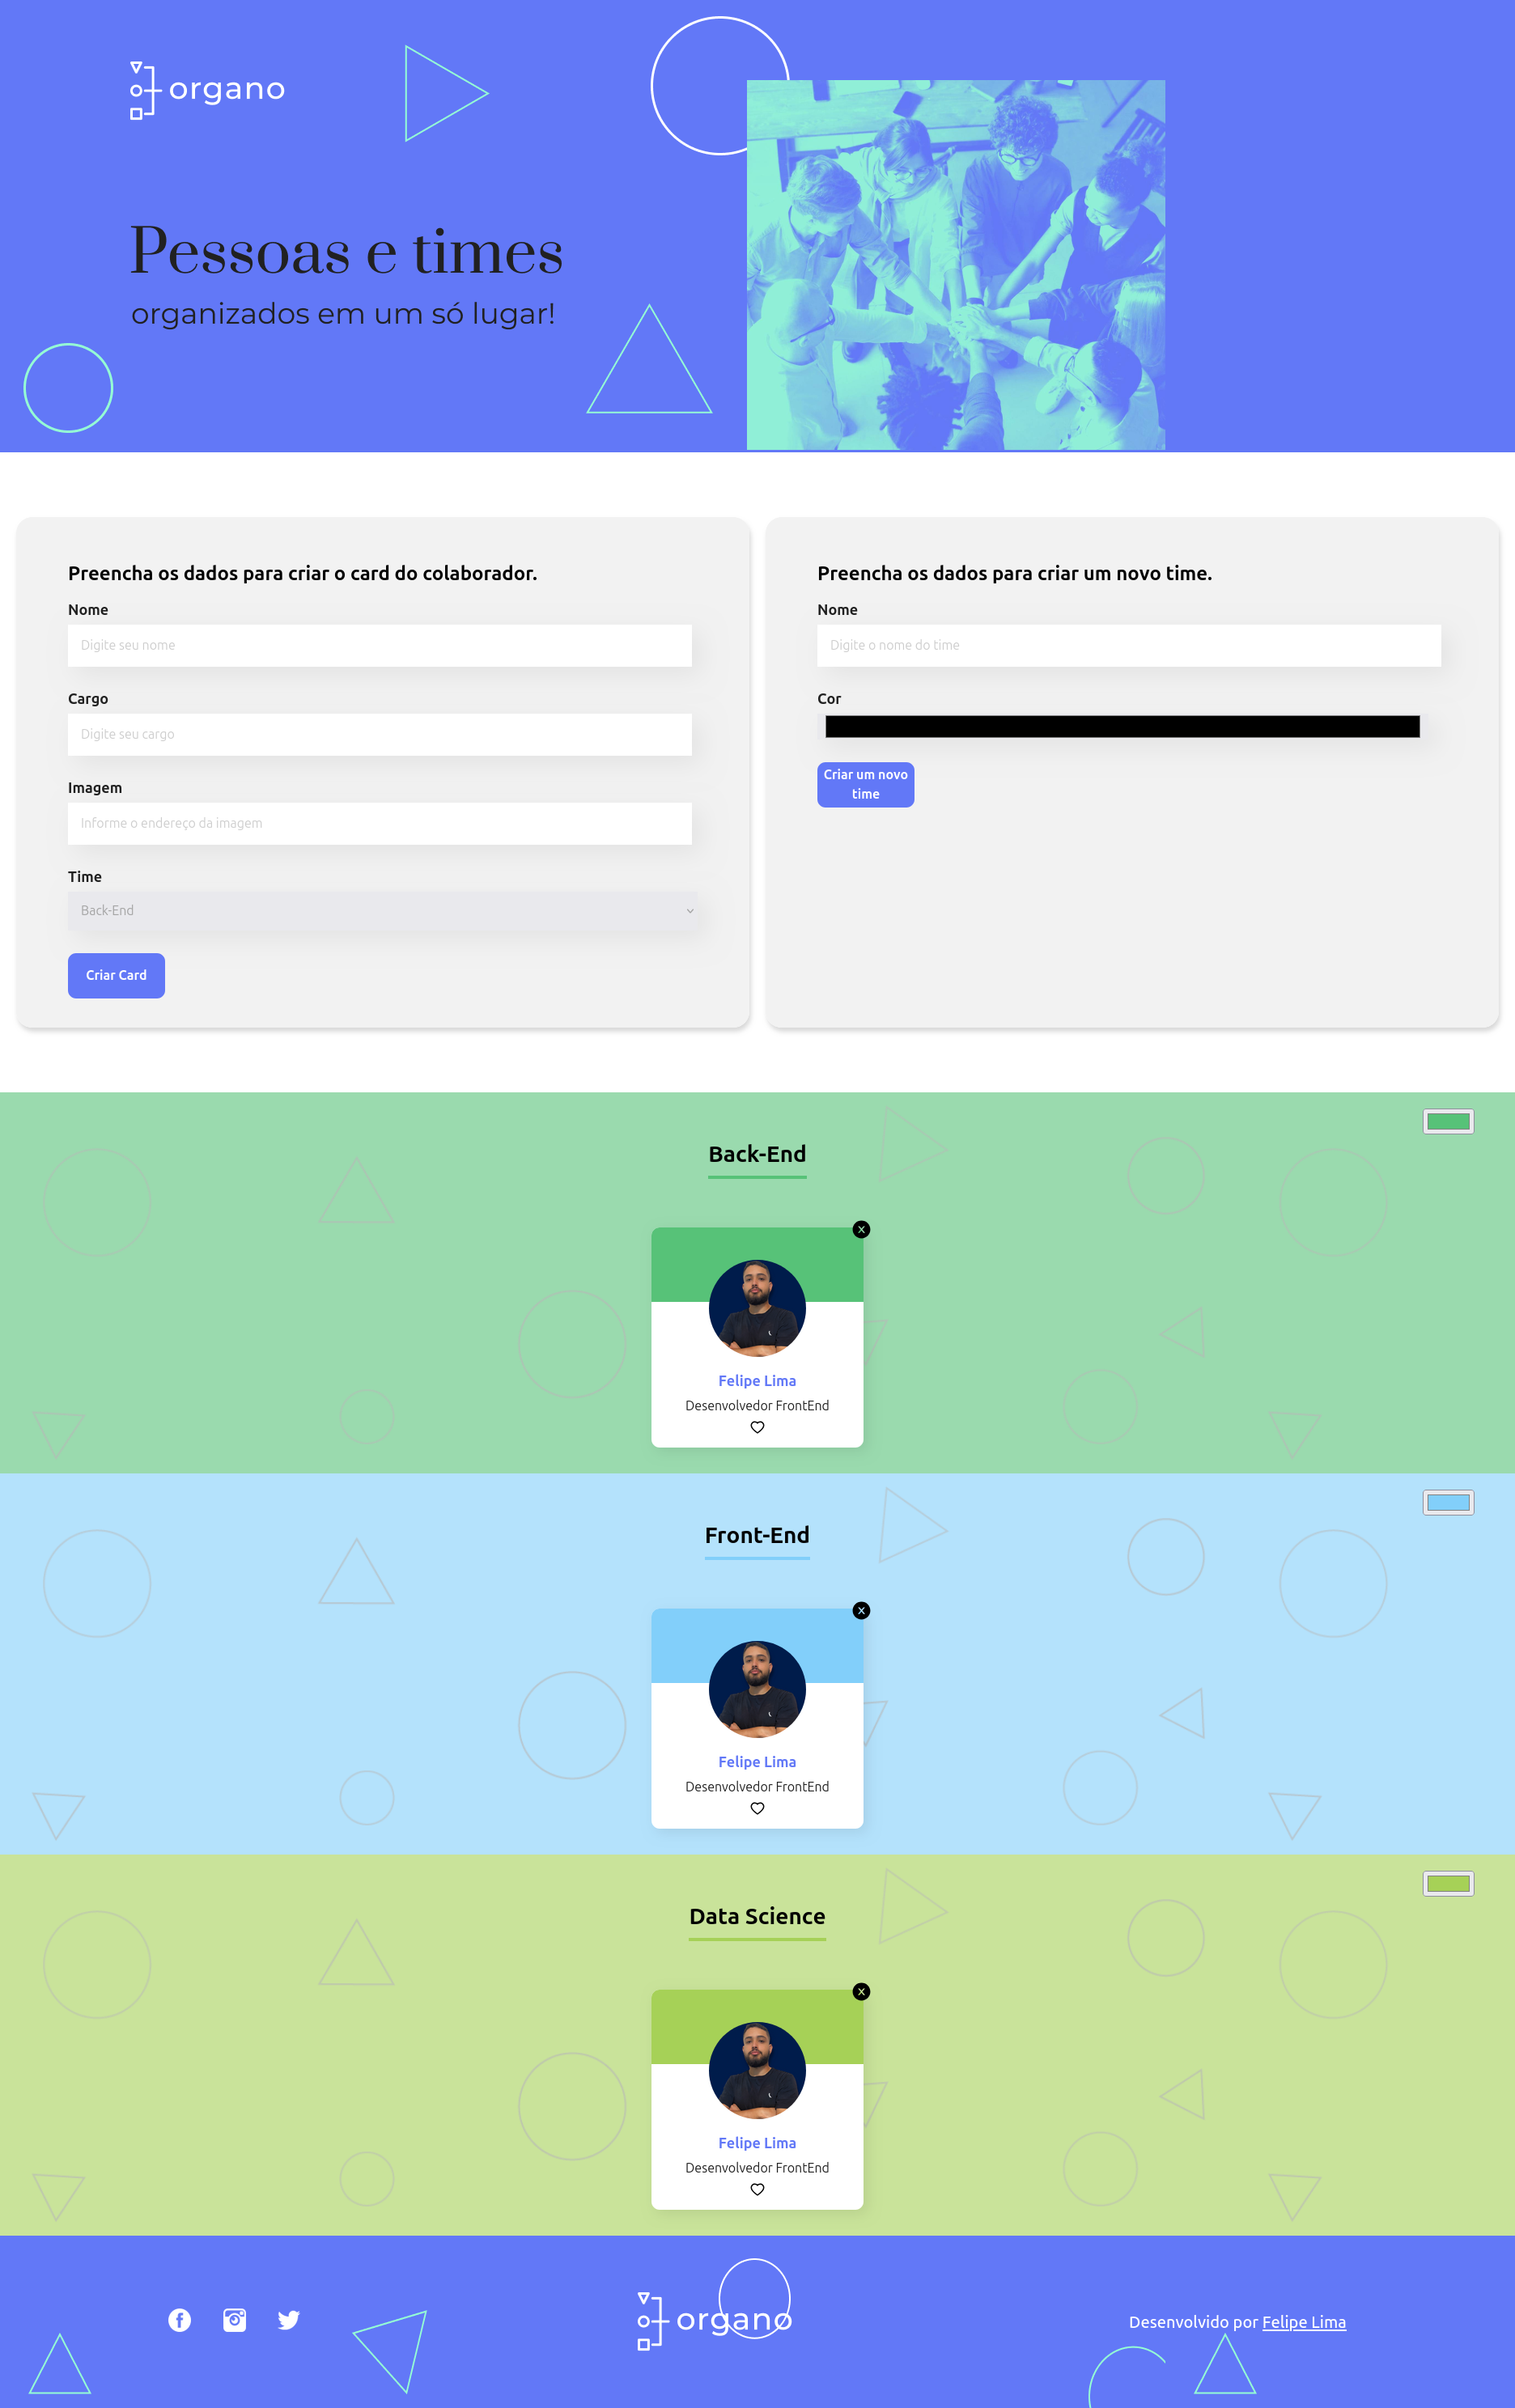 organo
Pessoas e times
organizados em um só lugar!
Preencha os dados para criar o card do colaborador.
Nome
Digite seu nome
Cargo
Digite seu cargo
Imagem
Informe o endereço da imagem
Time
Back-End
Criar Card
Preencha os dados para criar um novo time.
Nome
Digite o nome do time
Cor
Criar um novo
time
Back-End
x
Felipe Lima
Desenvolvedor FrontEnd
Front-End
x
Felipe Lima
Desenvolvedor FrontEnd
Data Science
x
Felipe Lima
Desenvolvedor FrontEnd
organo
Desenvolvido por Felipe Lima